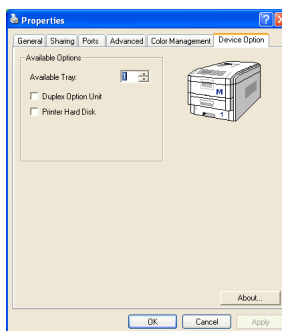 Properties
General Sharing Ports Advanced Color Management Device Option
Available Options
Available Tray: 1
Duplex Option Unit
Printer Hard Disk
M
1
About...
OK Cancel Apply